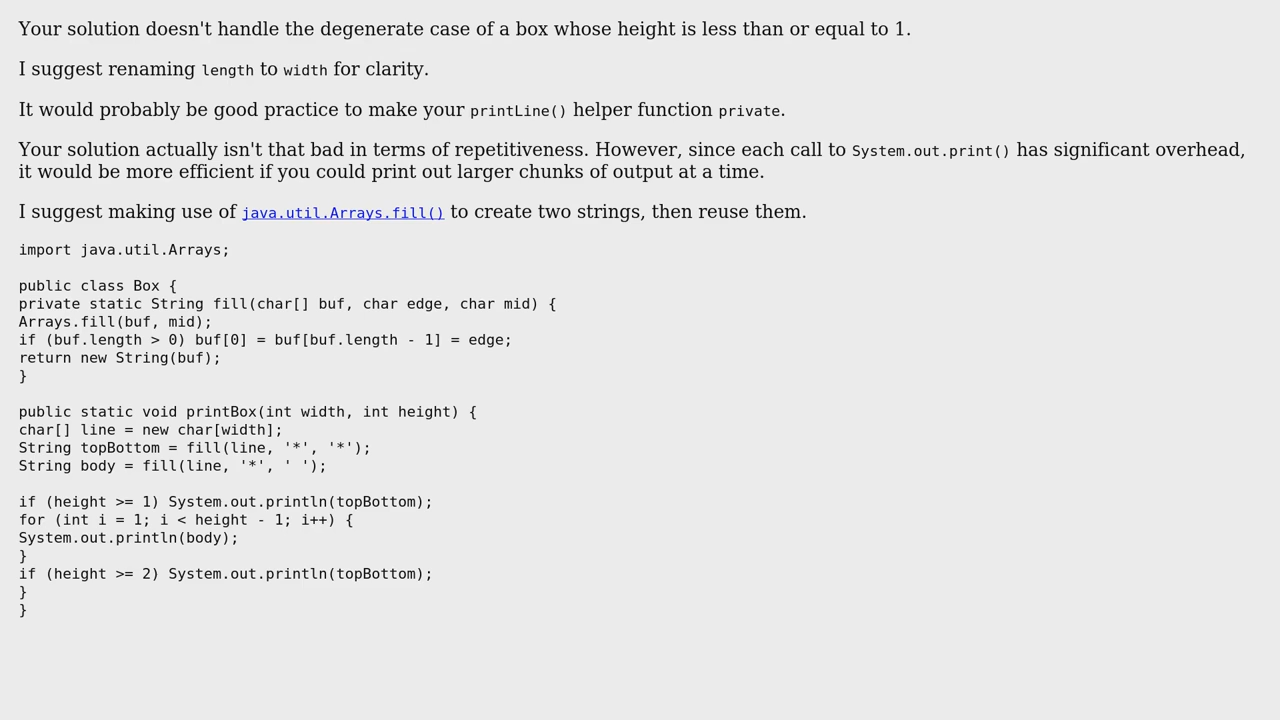 Your solution doesn't handle the degenerate case of a box whose height is less than or equal to 1.
I suggest renaming length to width for clarity.
It would probably be good practice to make your printLine() helper function private.
Your solution actually isn't that bad in terms of repetitiveness. However, since each call to System.out.print() has significant overhead,
it would be more efficient if you could print out larger chunks of output at a time.
I suggest making use of java.util.Arrays.fill() to create two strings, then reuse them.
import java.util.Arrays;
public class Box {
private static String fill(char[] buf, char edge, char mid) {
Arrays.fill(buf, mid);
if (buf.length > 0) buf[0] = buf[buf.length - 1] = edge;
return new String(buf);
}
public static void printBox(int width, int height) {
char[] line = new char[width];
String topBottom = fill(line, '*', '*');
String body = fill(line, '*', ' ');
if (height >= 1) System.out.println(topBottom);
for (int i = 1; i < height - 1; i++) {
System.out.println(body);
}
if (height >= 2) System.out.println(topBottom);
}
}